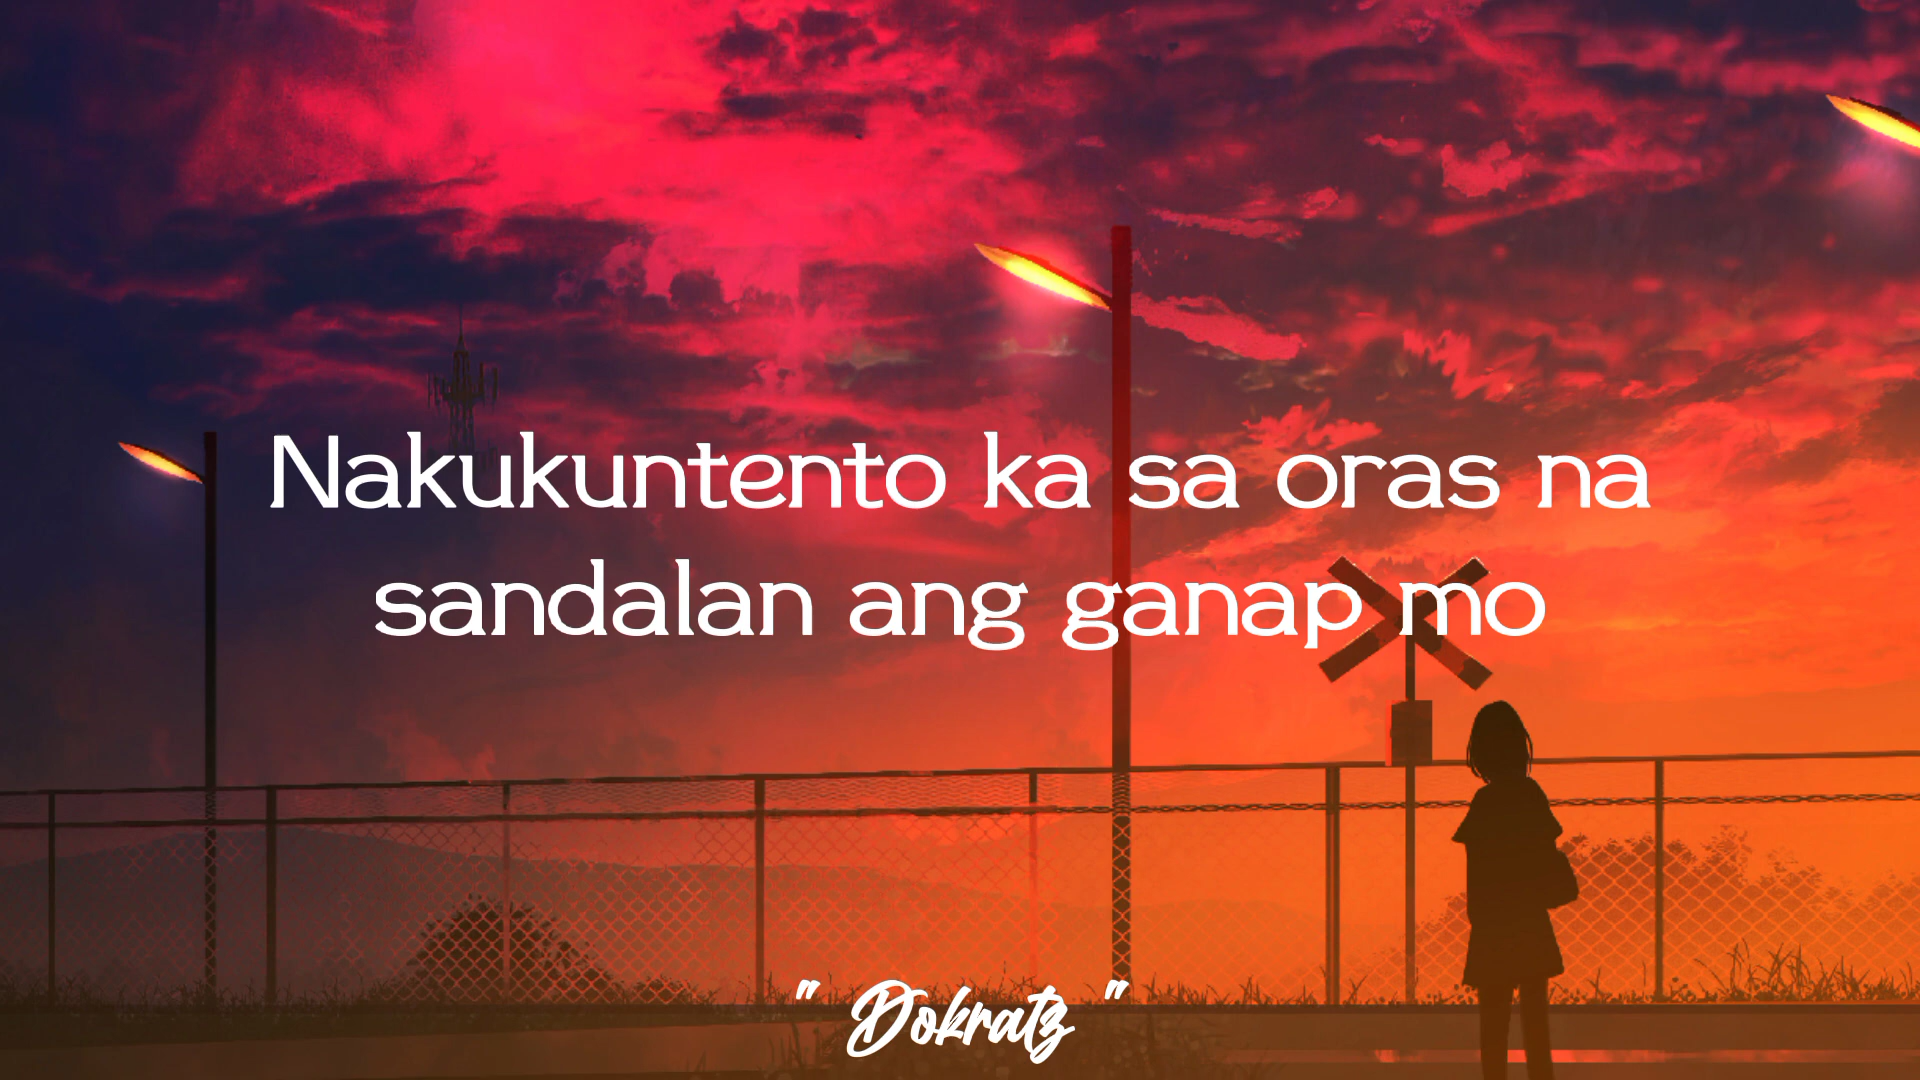 Nakukuntento ka sa oras na
sandalan ang ganap mo
" Dokratz "